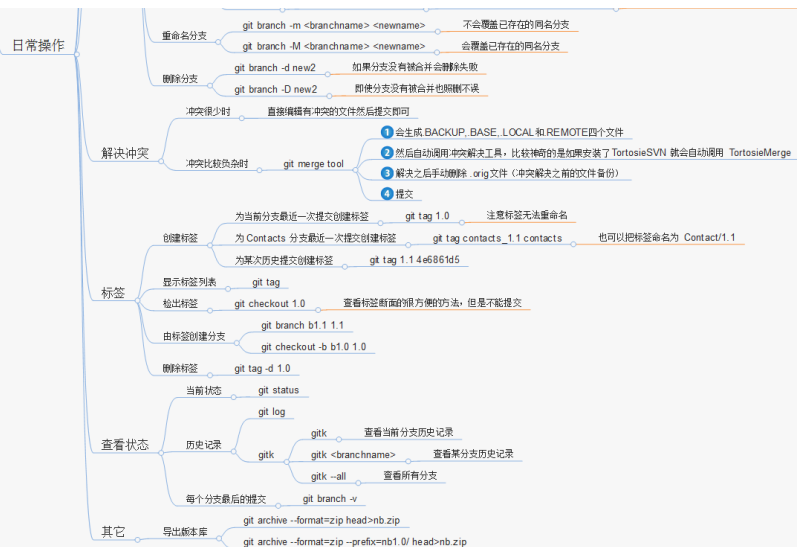 日常操作
重命名分支
git branch -m <branchname> <newname>
不会覆盖已存在的同名分支
git branch -M <branchname> <newname>
会覆盖已存在的同名分支
删除分支
git branch -d new2
如果分支没有被合并会删除失败
git branch -D new2
即使分支没有被合并也照删不误
解决冲突
冲突很少时
直接编辑有冲突的文件然后提交即可
冲突比较负杂时
git merge tool
1 会生成.BACKUP,.BASE,.LOCAL和.REMOTE四个文件
2 然后自动调用冲突解决工具，比较神奇的是如果安装了TortosieSVN 就会自动调用 TortosieMerge
3 解决之后手动删除 .orig文件（冲突解决之前的文件备份）
4 提交
标签
创建标签
为当前分支最近一次提交创建标签
git tag 1.0
注意标签无法重命名
为 Contacts 分支最近一次提交创建标签
git tag contacts_1.1 contacts
也可以把标签命名为 Contact/1.1
为某次历史提交创建标签
git tag 1.1 4e6861d5
显示标签列表
git tag
检出标签
git checkout 1.0
查看标签断面的很方便的方法，但是不能提交
由标签创建分支
git branch b1.1 1.1
git checkout -b b1.0 1.0
删除标签
git tag -d 1.0
查看状态
当前状态
git status
历史记录
git log
gitk
gitk
查看当前分支历史记录
gitk <branchname>
查看某分支历史记录
gitk --all
查看所有分支
每个分支最后的提交
git branch -v
其它
导出版本库
git archive --format=zip head>nb.zip
git archive --format=zip --prefix=nb1.0/ head>nb.zip